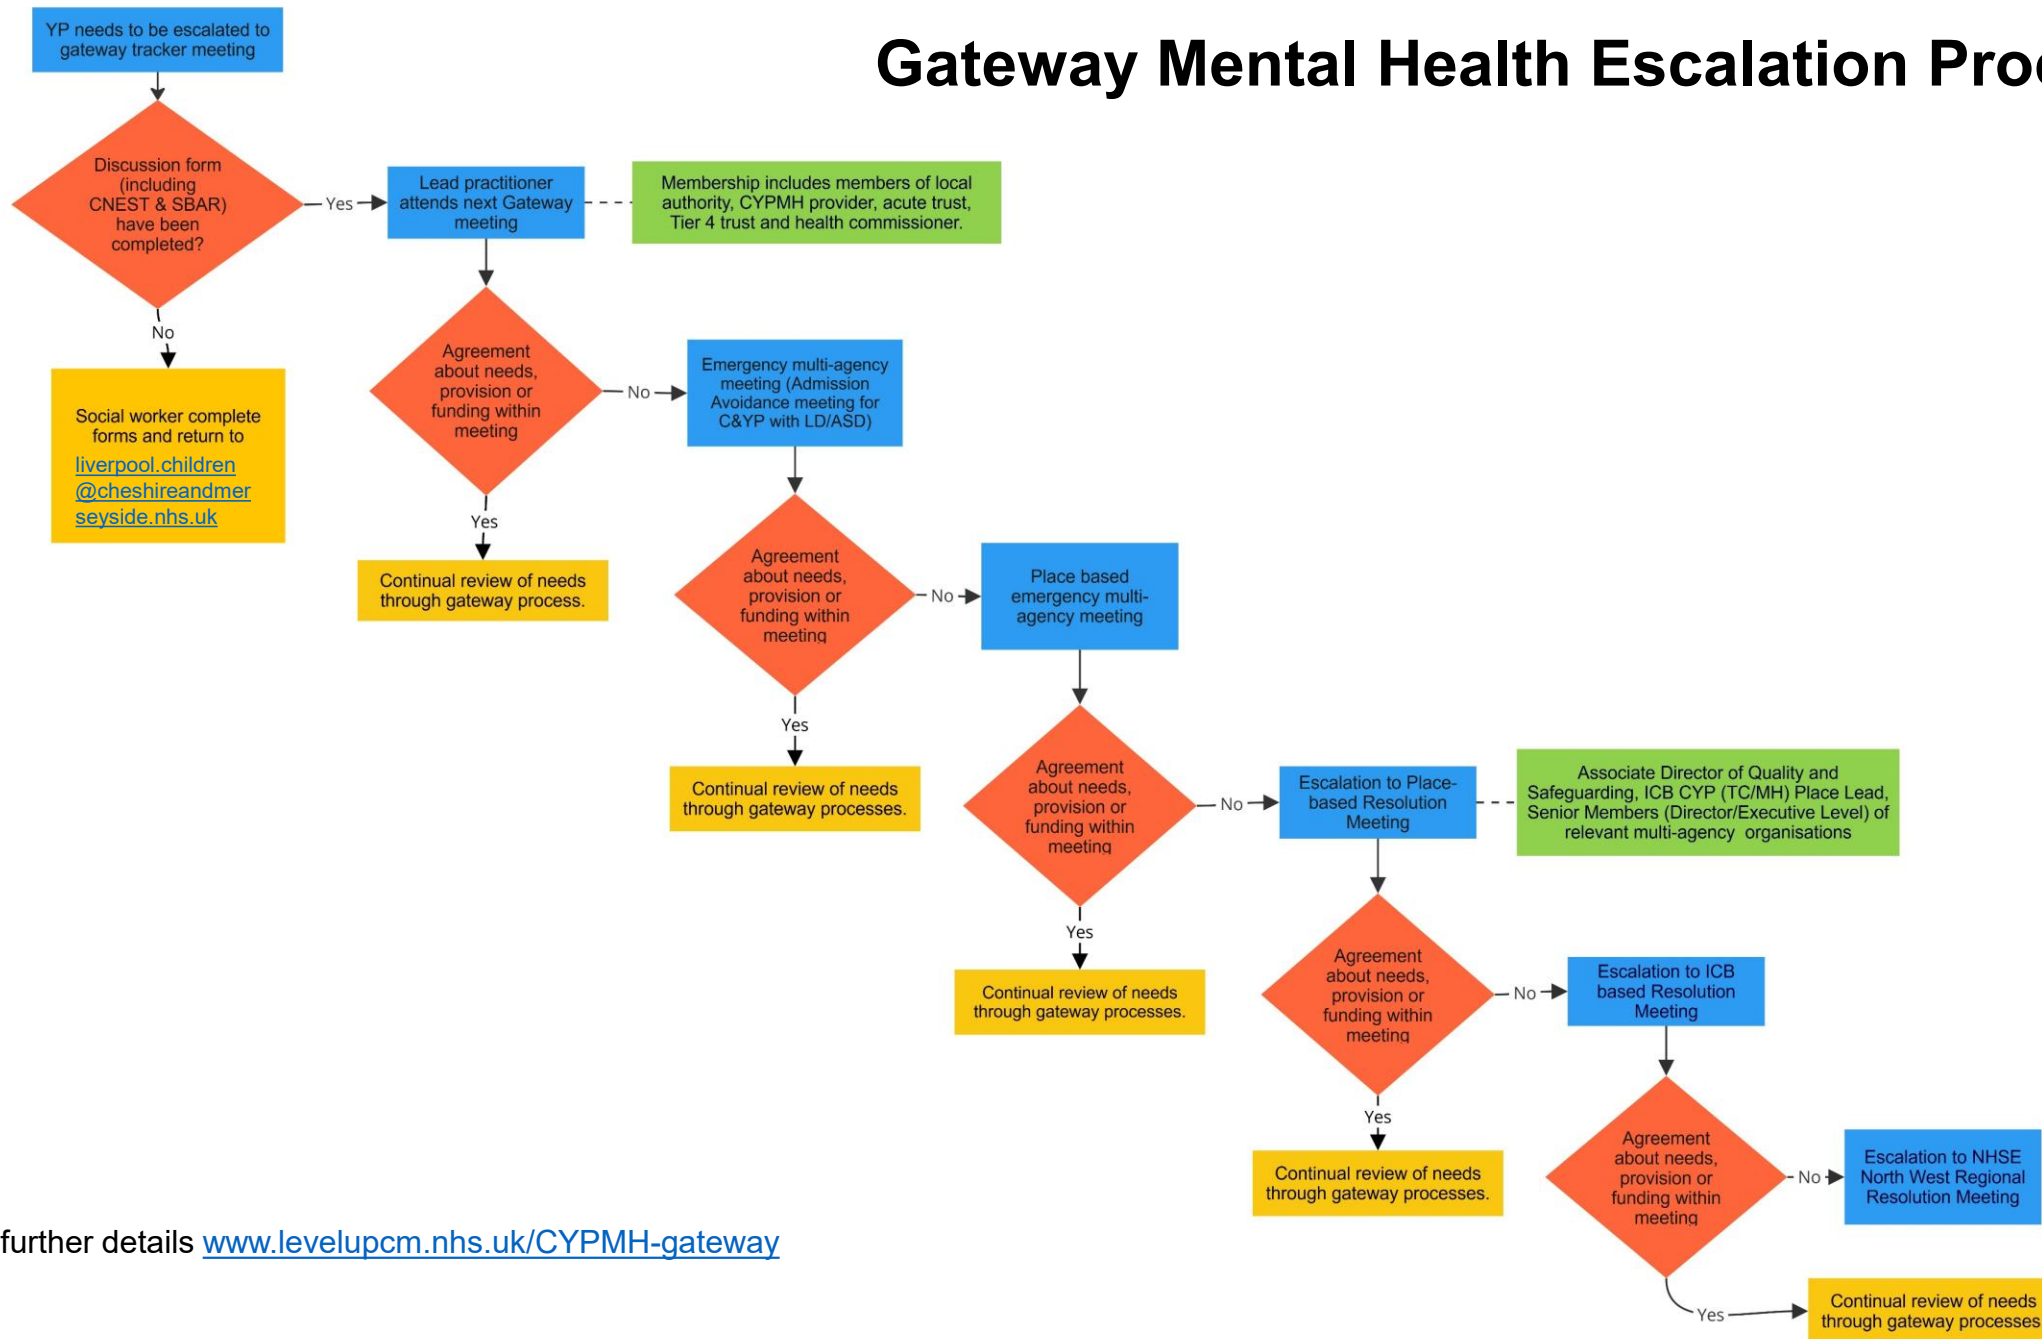 Gateway Mental Health Escalation Pro
YP needs to be escalated to
gateway tracker meeting
Discussion form
(including
CNEST & SBAR)
have been
completed?
Yes
No
Social worker complete
forms and return to
liverpool.children
@cheshireandmer
seyside.nhs.uk
Lead practitioner
attends next Gateway
meeting
Membership includes members of local
authority, CYPMH provider, acute trust,
Tier 4 trust and health commissioner.
Agreement
about needs,
provision or
funding within
meeting
No
Yes
Continual review of needs
through gateway process.
Emergency multi-agency
meeting (Admission
Avoidance meeting for
C&YP with LD/ASD)
Agreement
about needs,
provision or
funding within
meeting
No
Yes
Continual review of needs
through gateway processes.
Place based
emergency multi-
agency meeting
Agreement
about needs,
provision or
funding within
meeting
No
Yes
Continual review of needs
through gateway processes.
Escalation to Place-
based Resolution
Meeting
Associate Director of Quality and
Safeguarding, ICB CYP (TC/MH) Place Lead,
Senior Members (Director/Executive Level) of
relevant multi-agency organisations
Agreement
about needs,
provision or
funding within
meeting
No
Yes
Continual review of needs
through gateway processes.
Escalation to ICB
based Resolution
Meeting
Agreement
about needs,
provision or
funding within
meeting
No
Escalation to NHSE
North West Regional
Resolution Meeting
Yes
Continual review of needs
through gateway processes
further details www.levelupcm.nhs.uk/CYPMH-gateway